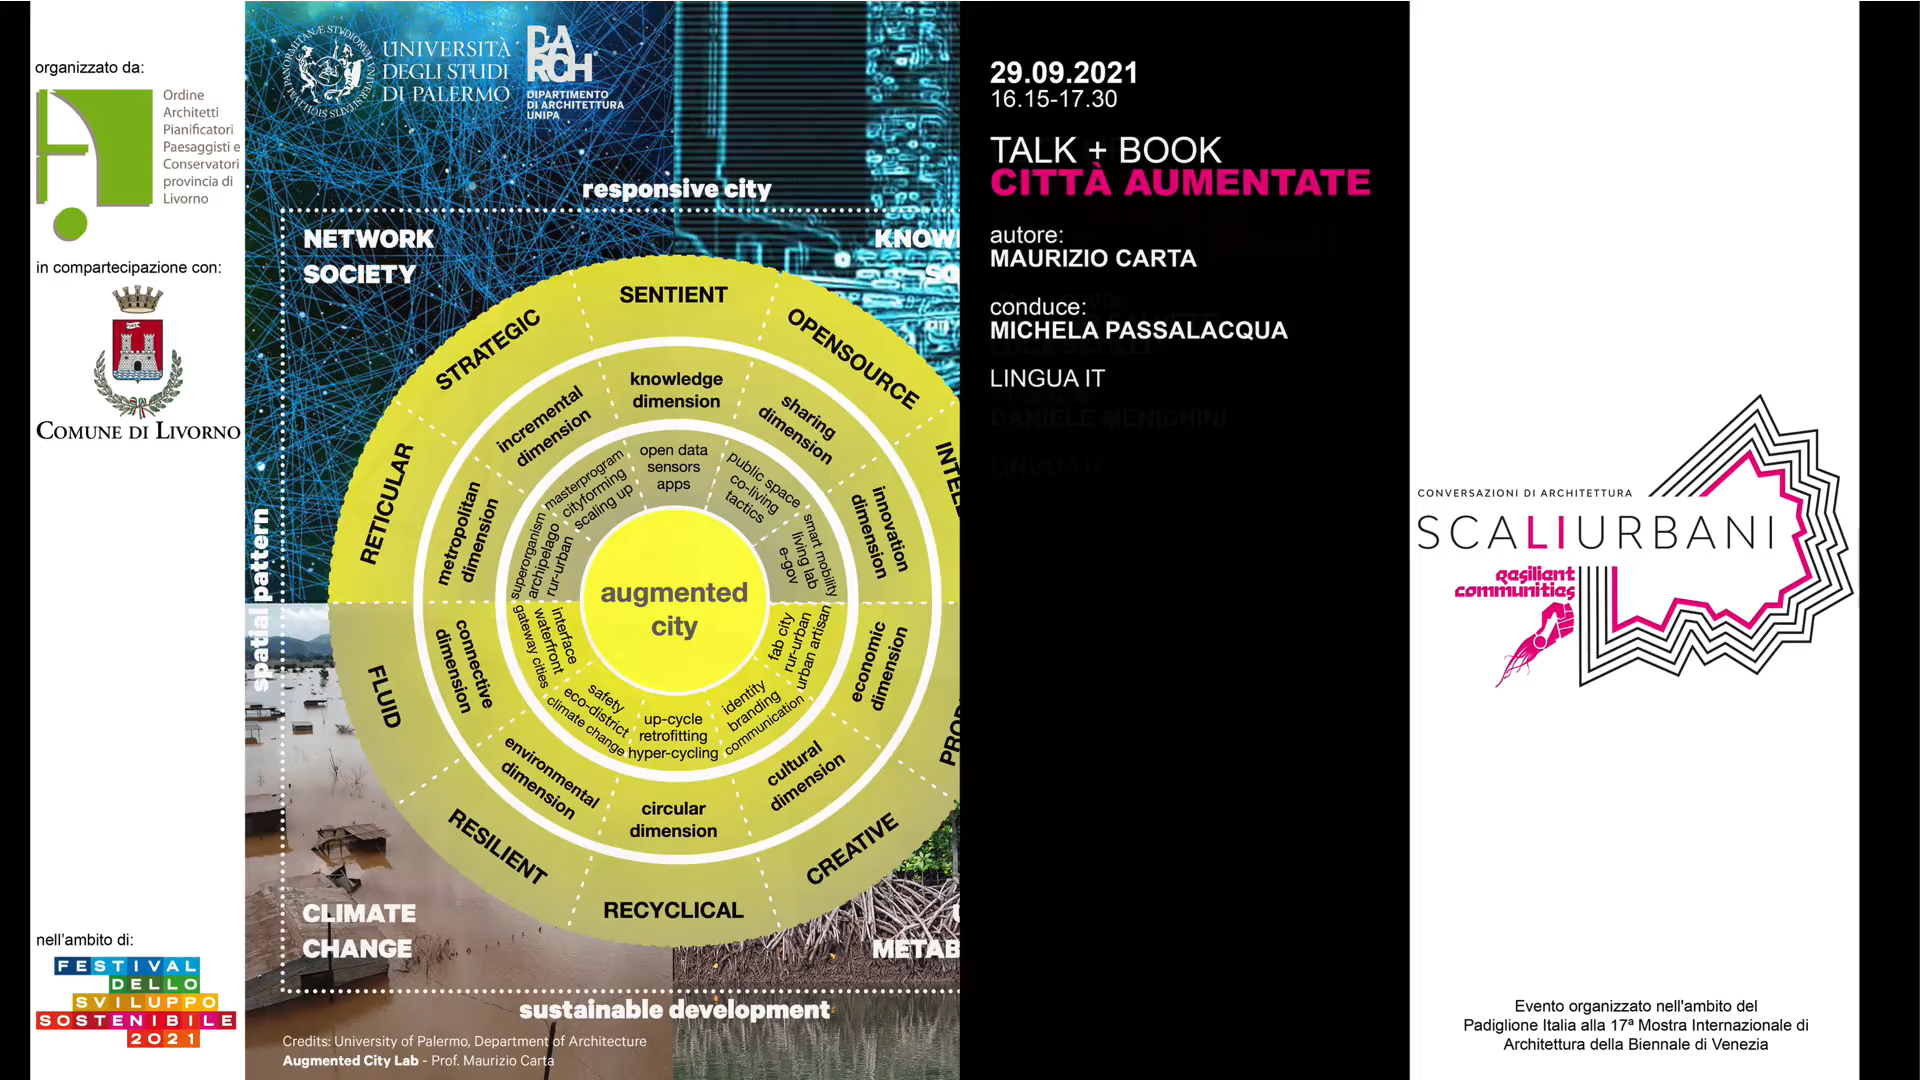 organizzato da:
Ordine
Architetti
Pianificatori
Paesaggisti e
Conservatori
provincia di
Livorno
in compartecipazione con:
COMUNE DI LIVORNO
nell'ambito di:
FESTIVAL
DELLO
SVILUPPO
SOSTENIBILE
2021
UNIVERSITÀ
DEGLI STUDI
DI PALERMO
DA
RCH
DIPARTIMENTO
DI ARCHITETTURA
UNIPA
responsive city
NETWORK
SOCIETY
spatial pattern
SENTIENT
STRATEGIC
OPENSOURCE
RETICULAR
FLUID
RESILIENT
RECYCLICAL
CREATIVE
knowledge
dimension
incremental
dimension
sharing
dimension
metropolitan
dimension
innovation
dimension
connective
dimension
economic
dimension
environmental
dimension
circular
dimension
cultural
dimension
open data
sensors
apps
masterprogram
cityforming
scaling up
public space
co-living
tactics
superorganism
archipelago
rur-urban
smart mobility
living lab
e-gov
interface
waterfront
gateway cities
fab city
rur-urban
urban artisan
safety
eco-district
climate change
up-cycle
retrofitting
hyper-cycling
identity
branding
communication
augmented
city
CLIMATE
CHANGE
METAB
sustainable development
Credits: University of Palermo, Department of Architecture
Augmented City Lab - Prof. Maurizio Carta
29.09.2021
16.15-17.30
TALK + BOOK
CITTÀ AUMENTATE
autore:
MAURIZIO CARTA
conduce:
MICHELA PASSALACQUA
LINGUA IT
DANIELE MENICHINI
LINGUA IT
CONVERSAZIONI DI ARCHITETTURA
SCALIURBANI
Resilient
communities
Evento organizzato nell'ambito del
Padiglione Italia alla 17ª Mostra Internazionale di
Architettura della Biennale di Venezia